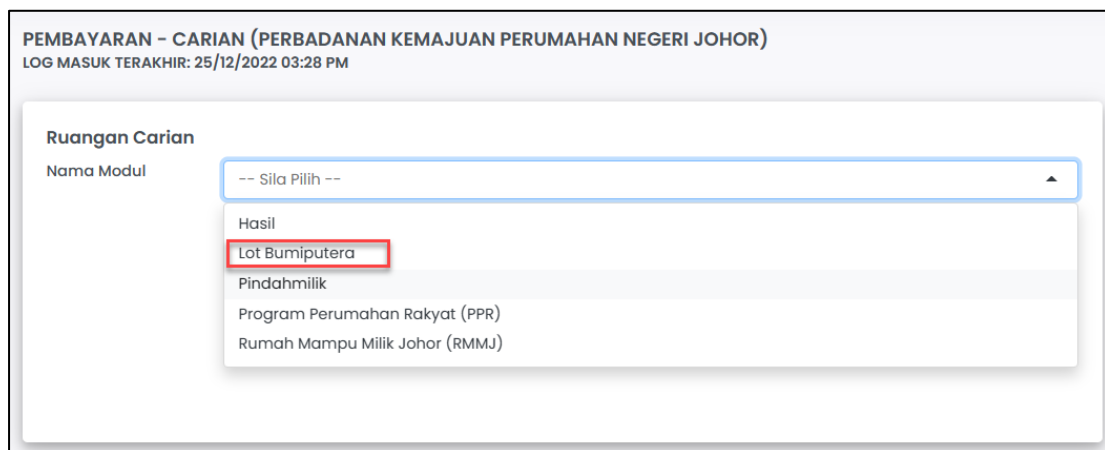 PEMBAYARAN - CARIAN (PERBADANAN KEMAJUAN PERUMAHAN NEGERI JOHOR)
LOG MASUK TERAKHIR: 25/12/2022 03:28 PM
Ruangan Carian
Nama Modul
-- Sila Pilih --
Hasil
Lot Bumiputera
Pindahmilik
Program Perumahan Rakyat (PPR)
Rumah Mampu Milik Johor (RMMJ)